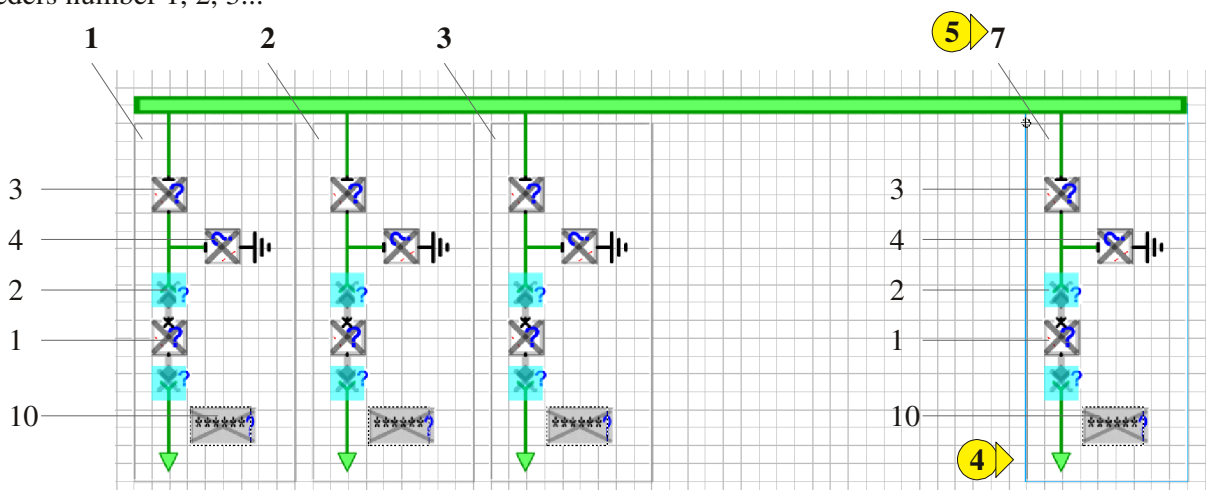 eders number 1, 2, 3...
1 2 3 5 7
3 ? ? ? 3 ?
4 ? ? ? 4 ?
2 ? ? ? 2 ?
1 ? ? ? 1 ?
? ? ? ?
10 ******? ******? ******? 10 ******?
4